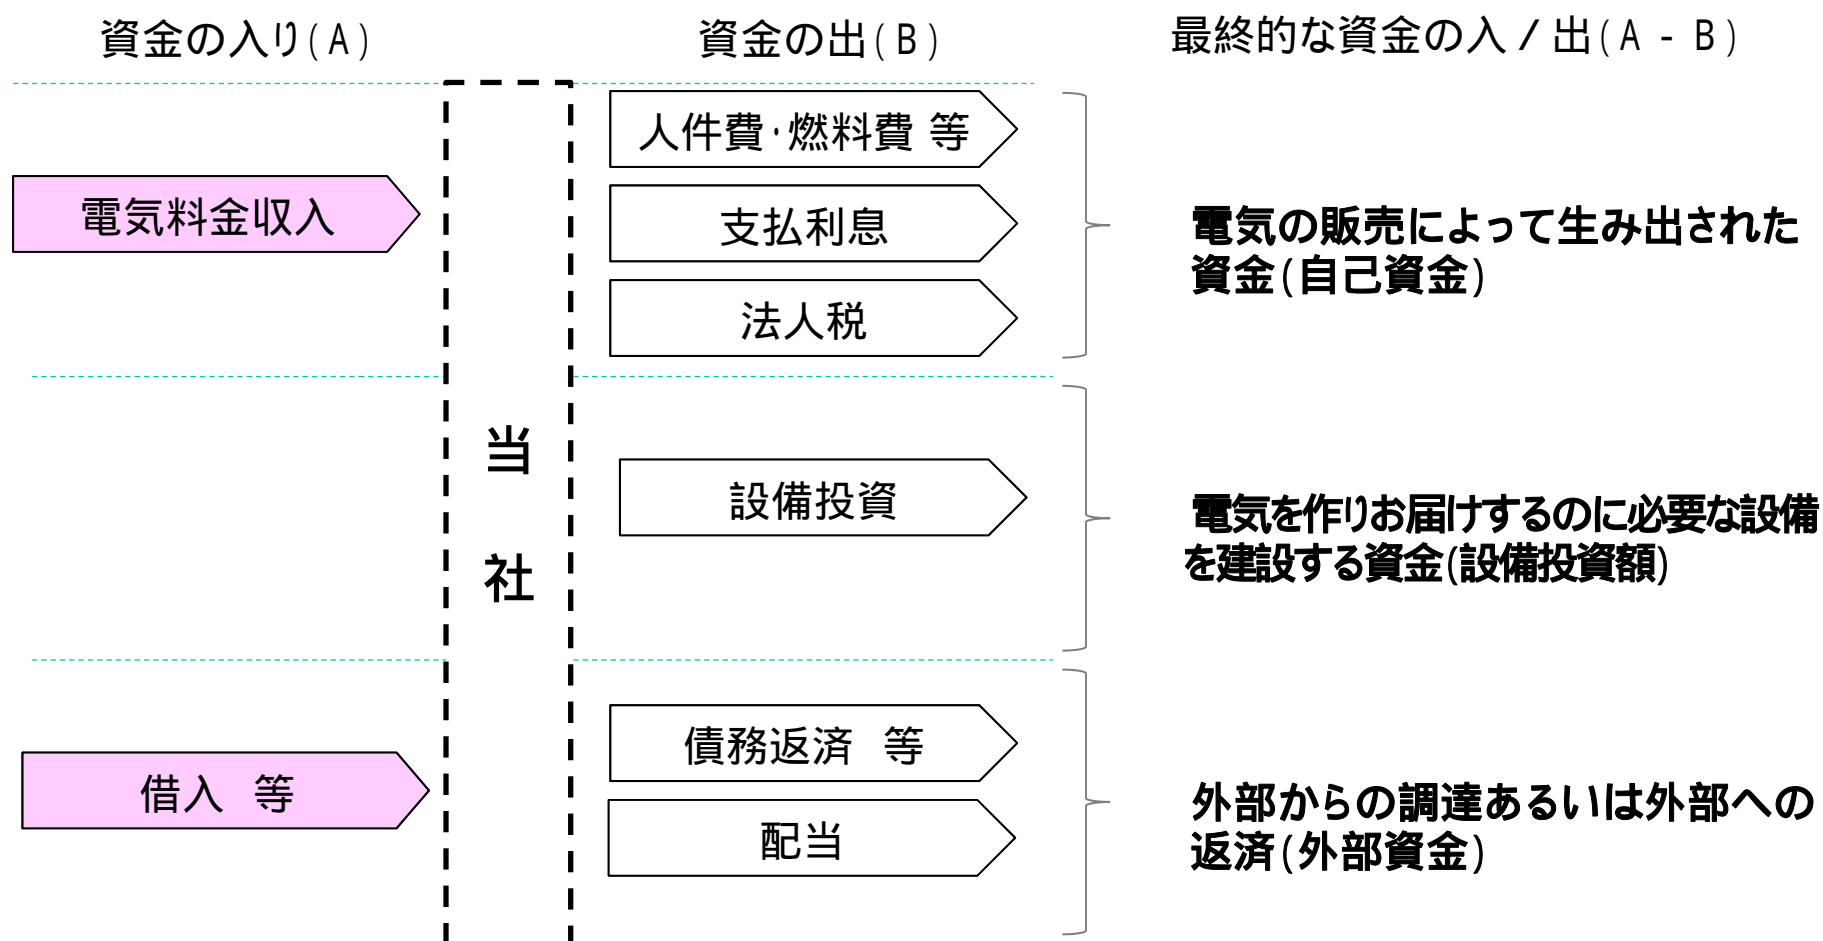 資金の入り(A)
資金の出(B)
最終的な資金の入/出(A-B)
人件費・燃料費 等
電気料金収入
支払利息
法人税
電気の販売によって生み出された
資金(自己資金)
当
社
設備投資
電気を作りお届けするのに必要な設備
を建設する資金(設備投資額)
債務返済 等
借入 等
配当
外部からの調達あるいは外部への
返済(外部資金)